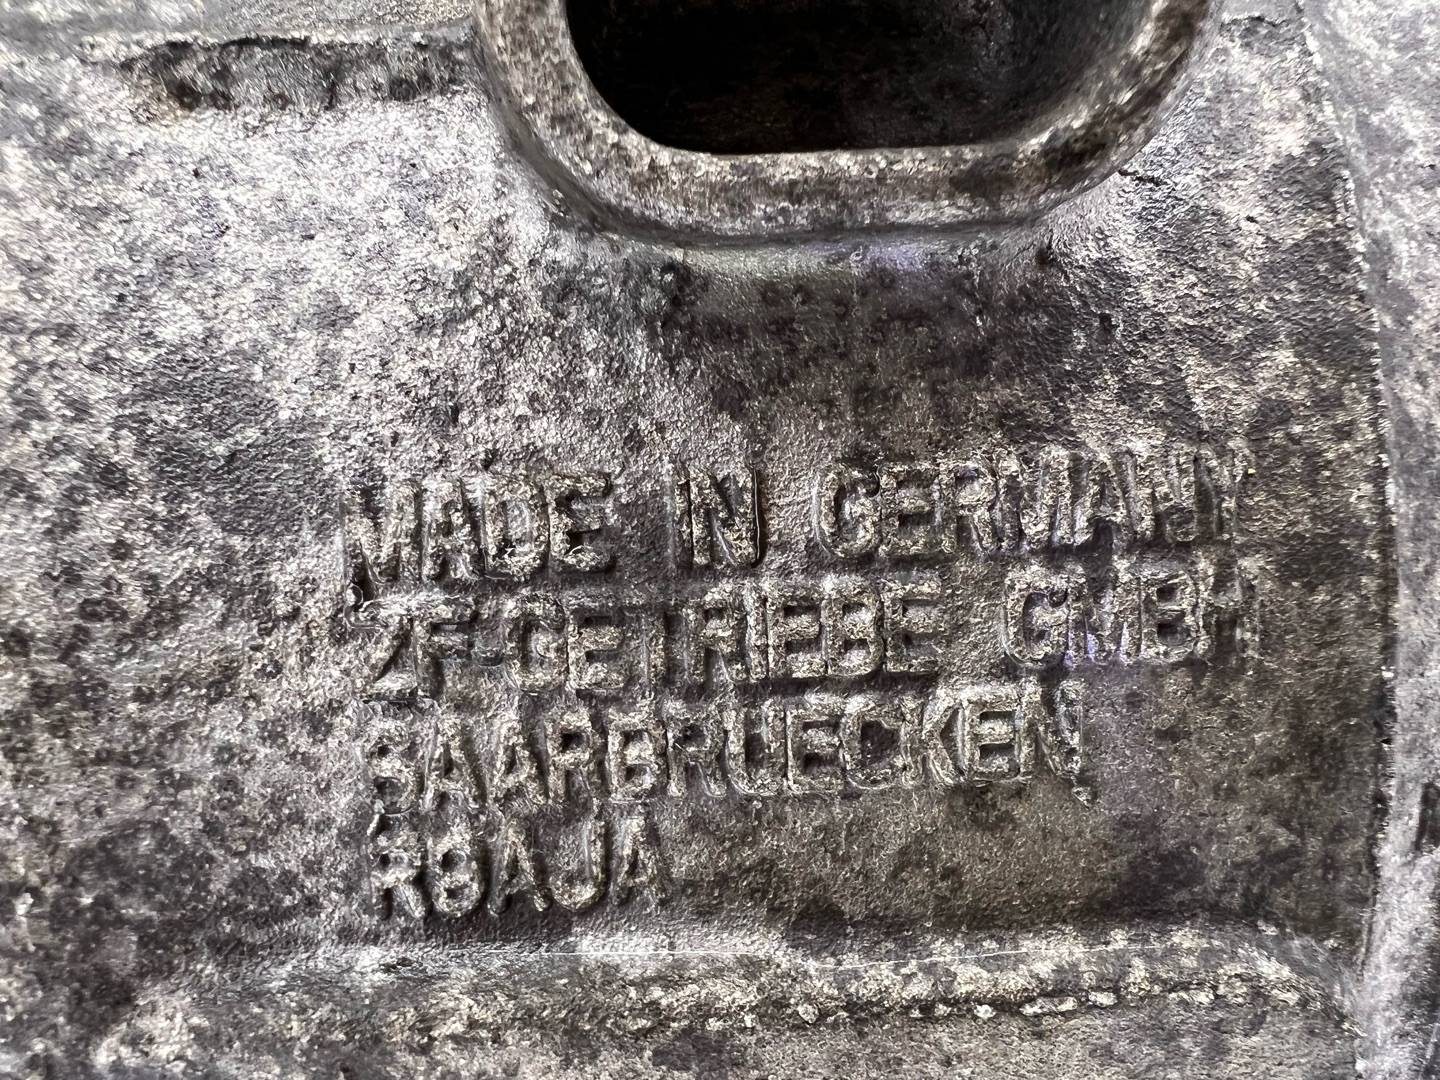 MADE IN GERMANY
ZF-GETRIEBE GMBH
SAARBRUECKEN
R8AJA